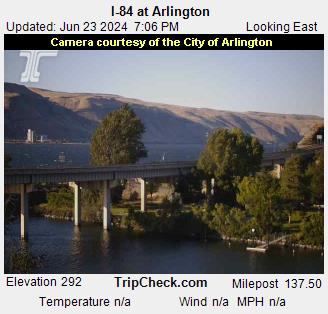 I-84 at Arlington
Updated: Jun 23 2024 7:06 PM Looking East
Camera courtesy of the City of Arlington
Elevation 292 TripCheck.com Milepost 137.50
Temperature n/a Wind n/a MPH n/a